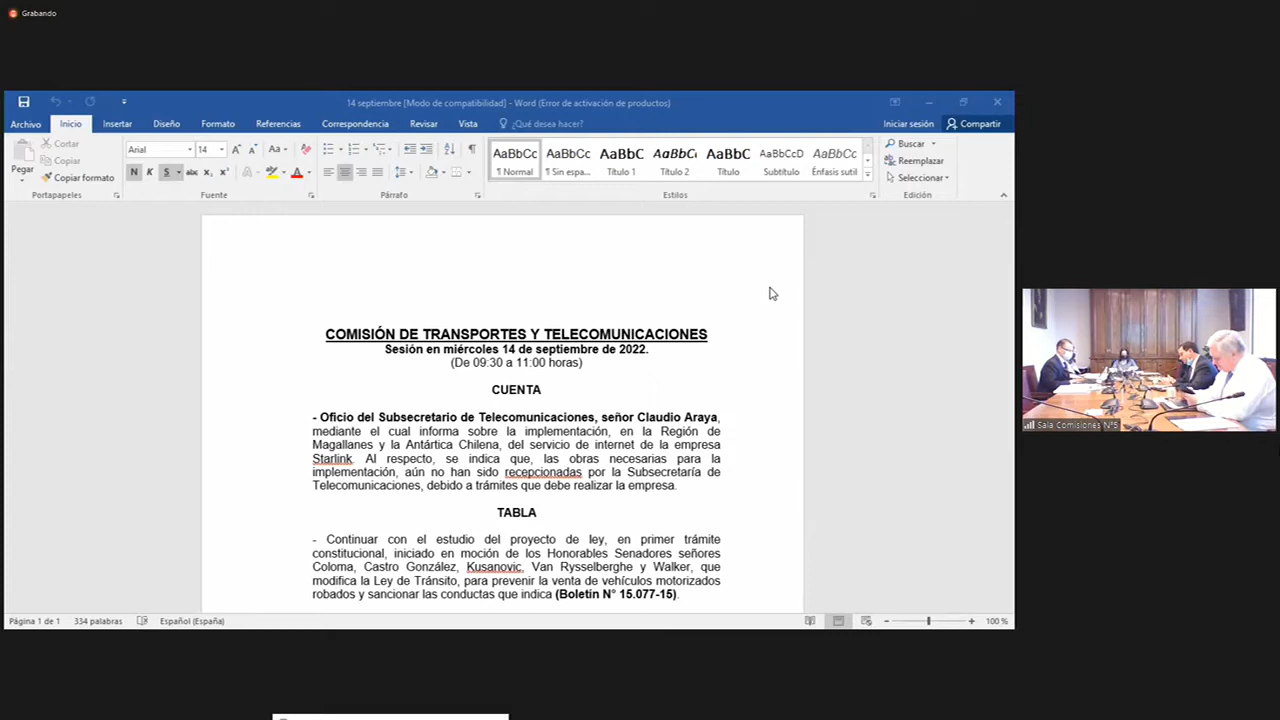 Grabando
14 septiembre [Modo de compatibilidad] - Word (Error de activación de productos)
Archivo Inicio Insertar Diseño Formato Referencias Correspondencia Revisar Vista ¿Qué desea hacer? Iniciar sesión Compartir
Pegar
Cortar
Copiar
Copiar formato
Portapapeles
Arial 14
Aa
N K S abc x₂ x²
A A
Fuente
Párrafo
AaBbCc AaBbCc AaBbC AaBbC AaBbC AaBbCcD AaBbCc
¶ Normal ¶ Sin espa... Título 1 Título 2 Título Subtítulo Énfasis sutil
Estilos
Buscar
Reemplazar
Seleccionar
Edición
COMISIÓN DE TRANSPORTES Y TELECOMUNICACIONES
Sesión en miércoles 14 de septiembre de 2022.
(De 09:30 a 11:00 horas)
CUENTA
- Oficio del Subsecretario de Telecomunicaciones, señor Claudio Araya,
mediante el cual informa sobre la implementación, en la Región de
Magallanes y la Antártica Chilena, del servicio de internet de la empresa
Starlink. Al respecto, se indica que, las obras necesarias para la
implementación, aún no han sido recepcionadas por la Subsecretaría de
Telecomunicaciones, debido a trámites que debe realizar la empresa.
TABLA
- Continuar con el estudio del proyecto de ley, en primer trámite
constitucional, iniciado en moción de los Honorables Senadores señores
Coloma, Castro González, Kusanovic, Van Rysselberghe y Walker, que
modifica la Ley de Tránsito, para prevenir la venta de vehículos motorizados
robados y sancionar las conductas que indica (Boletín N° 15.077-15).
Página 1 de 1 334 palabras Español (España) 100 %
Sala Comisiones N°5